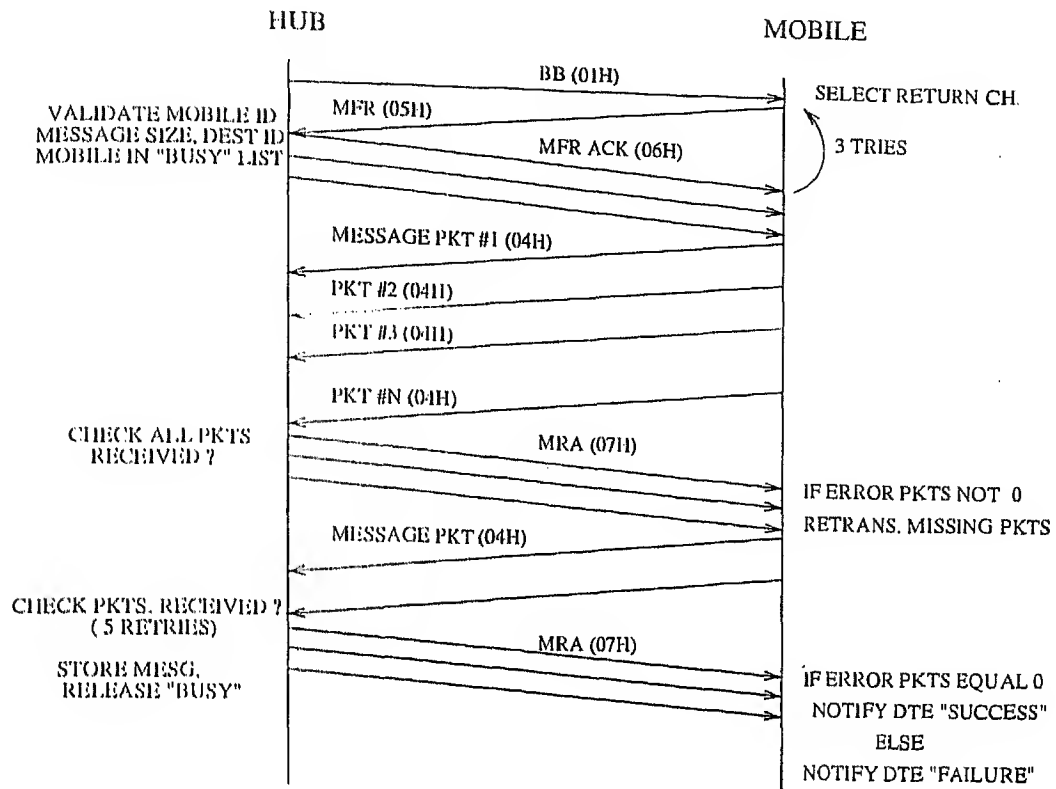 HUB
MOBILE
BB (01H)
SELECT RETURN CH.
MFR (05H)
VALIDATE MOBILE ID
MESSAGE SIZE, DEST ID
MOBILE IN "BUSY" LIST
MFR ACK (06H)
3 TRIES
MESSAGE PKT #1 (04H)
PKT #2 (04H)
PKT #3 (04H)
PKT #N (04H)
CHECK ALL PKTS
RECEIVED ?
MRA (07H)
IF ERROR PKTS NOT 0
RETRANS. MISSING PKTS
MESSAGE PKT (04H)
CHECK PKTS. RECEIVED ?
( 5 RETRIES)
MRA (07H)
STORE MESG,
RELEASE "BUSY"
IF ERROR PKTS EQUAL 0
NOTIFY DTE "SUCCESS"
ELSE
NOTIFY DTE "FAILURE"